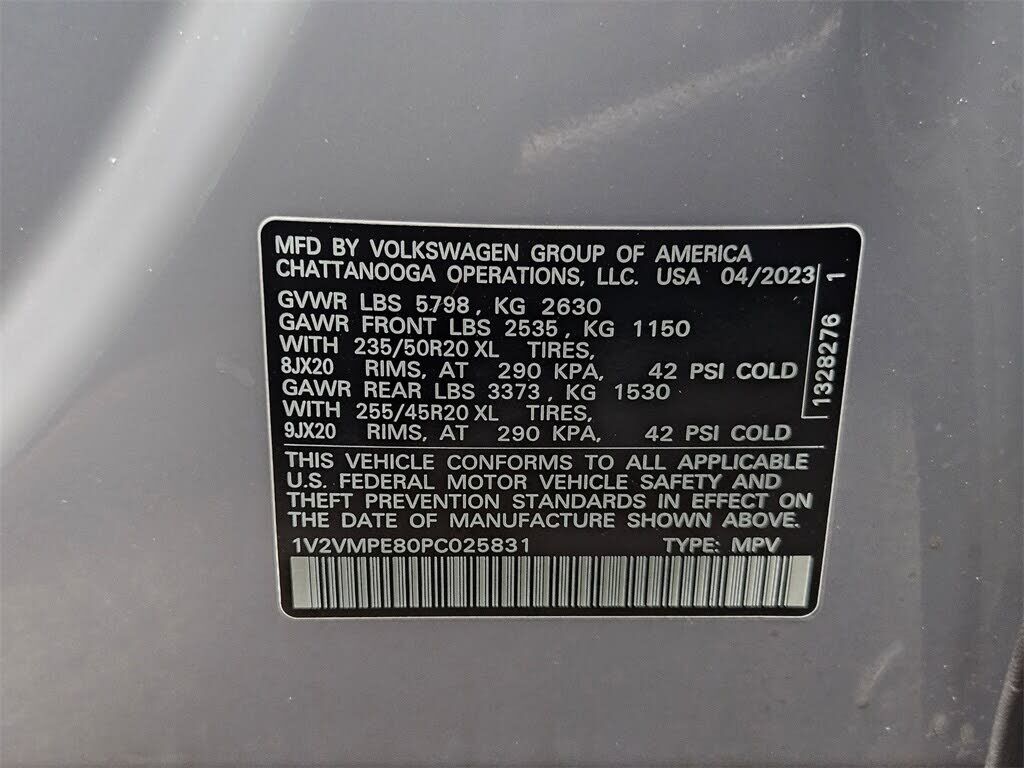 MFD BY VOLKSWAGEN GROUP OF AMERICA
CHATTANOOGA OPERATIONS, LLC. USA 04/2023
GVWR LBS 5798, KG 2630
GAWR FRONT LBS 2535, KG 1150
WITH 235/50R20 XL TIRES,
8JX20 RIMS, AT 290 KPA, 42 PSI COLD
GAWR REAR LBS 3373, KG 1530
WITH 255/45R20 XL TIRES,
9JX20 RIMS, AT 290 KPA, 42 PSI COLD
1328276 1
THIS VEHICLE CONFORMS TO ALL APPLICABLE
U.S. FEDERAL MOTOR VEHICLE SAFETY AND
THEFT PREVENTION STANDARDS IN EFFECT ON
THE DATE OF MANUFACTURE SHOWN ABOVE.
1V2VMPE80PC025831 TYPE: MPV